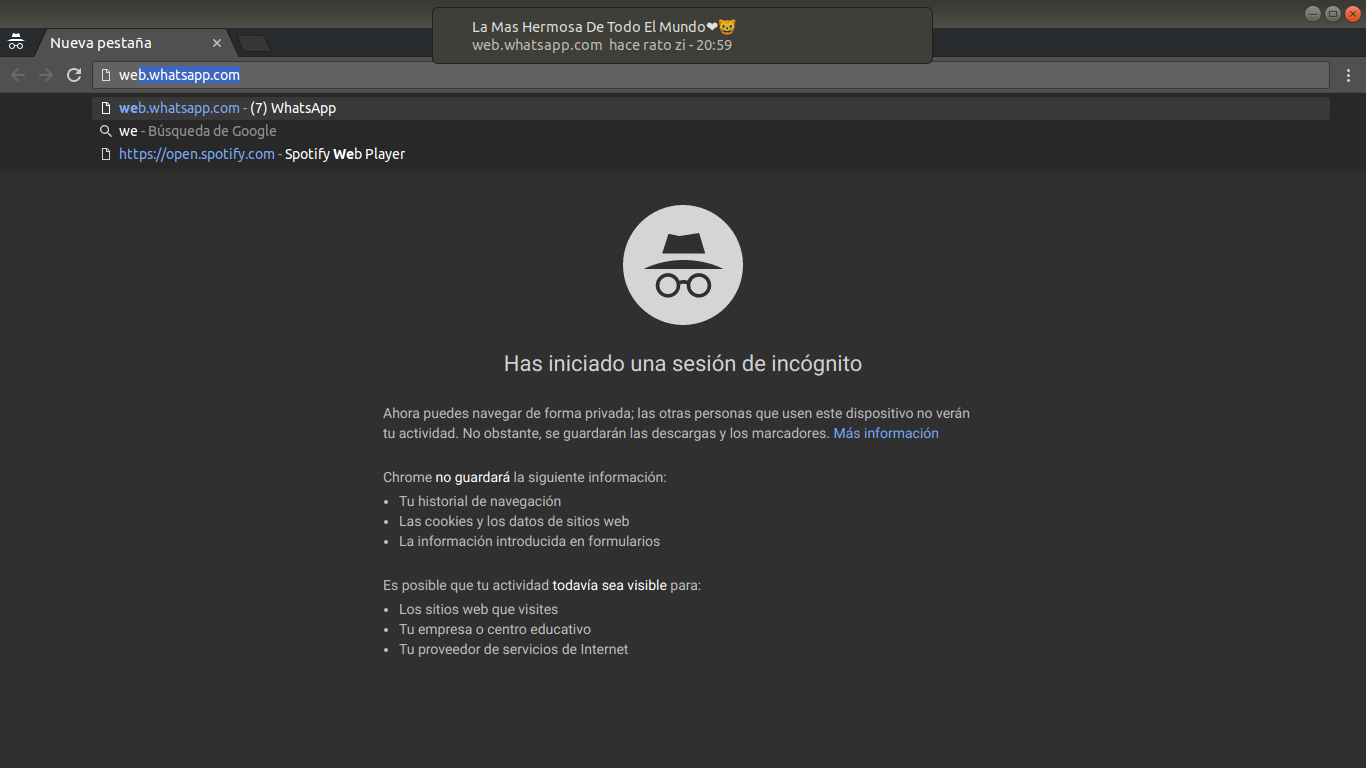 La Mas Hermosa De Todo El Mundo❤😺
web.whatsapp.com hace rato zi - 20:59
Nueva pestaña
web.whatsapp.com
web.whatsapp.com - (7) WhatsApp
we - Búsqueda de Google
https://open.spotify.com - Spotify Web Player
Has iniciado una sesión de incógnito
Ahora puedes navegar de forma privada; las otras personas que usen este dispositivo no verán
tu actividad. No obstante, se guardarán las descargas y los marcadores. Más información
Chrome no guardará la siguiente información:
• Tu historial de navegación
• Las cookies y los datos de sitios web
• La información introducida en formularios
Es posible que tu actividad todavía sea visible para:
• Los sitios web que visites
• Tu empresa o centro educativo
• Tu proveedor de servicios de Internet